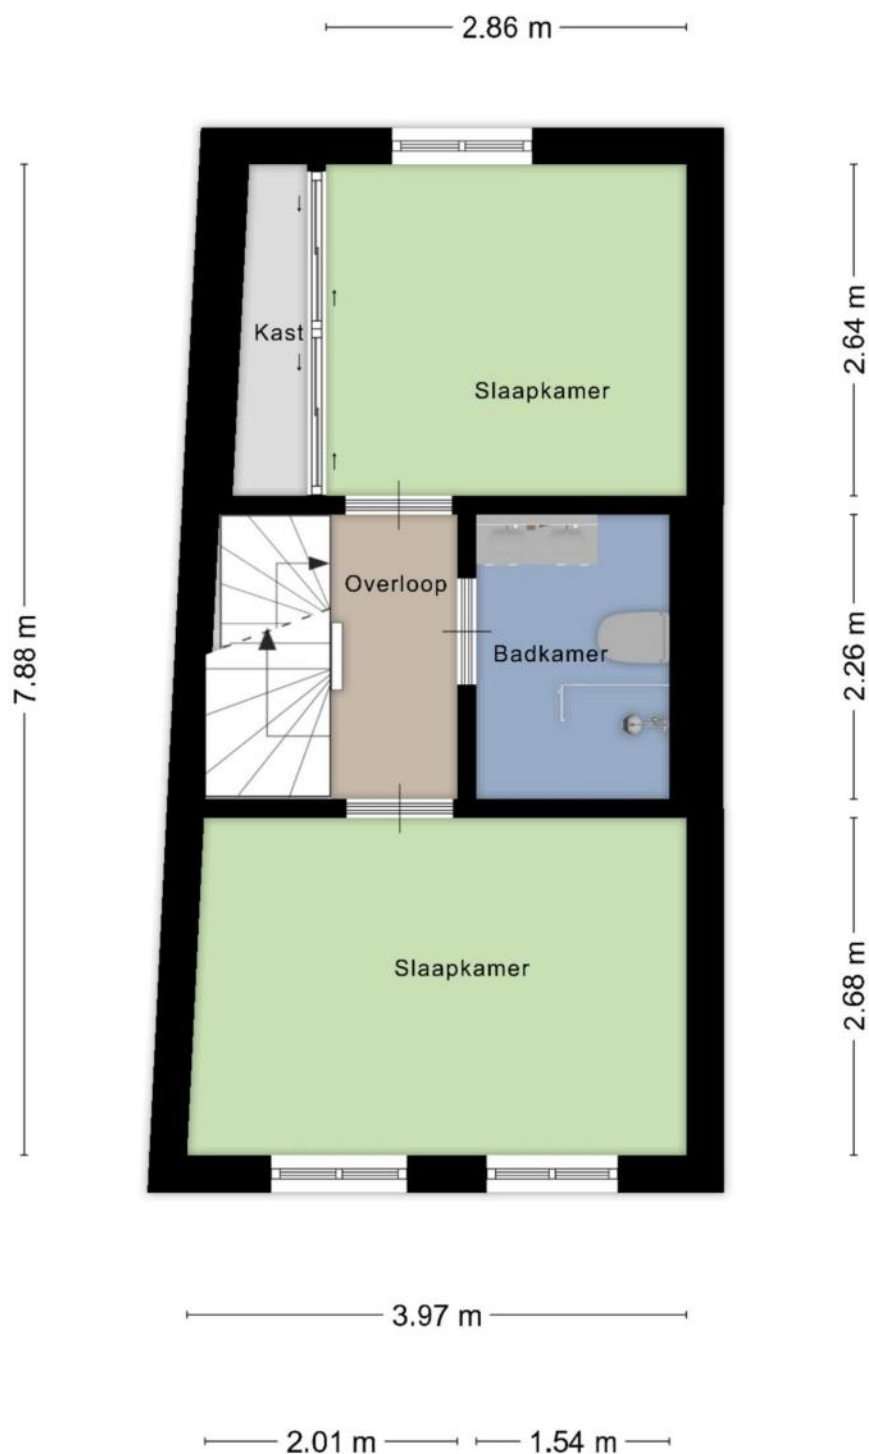 2.86 m
Kast
Slaapkamer
2.64 m
Overloop
Badkamer
7.88 m
2.26 m
Slaapkamer
2.68 m
3.97 m
2.01 m
1.54 m